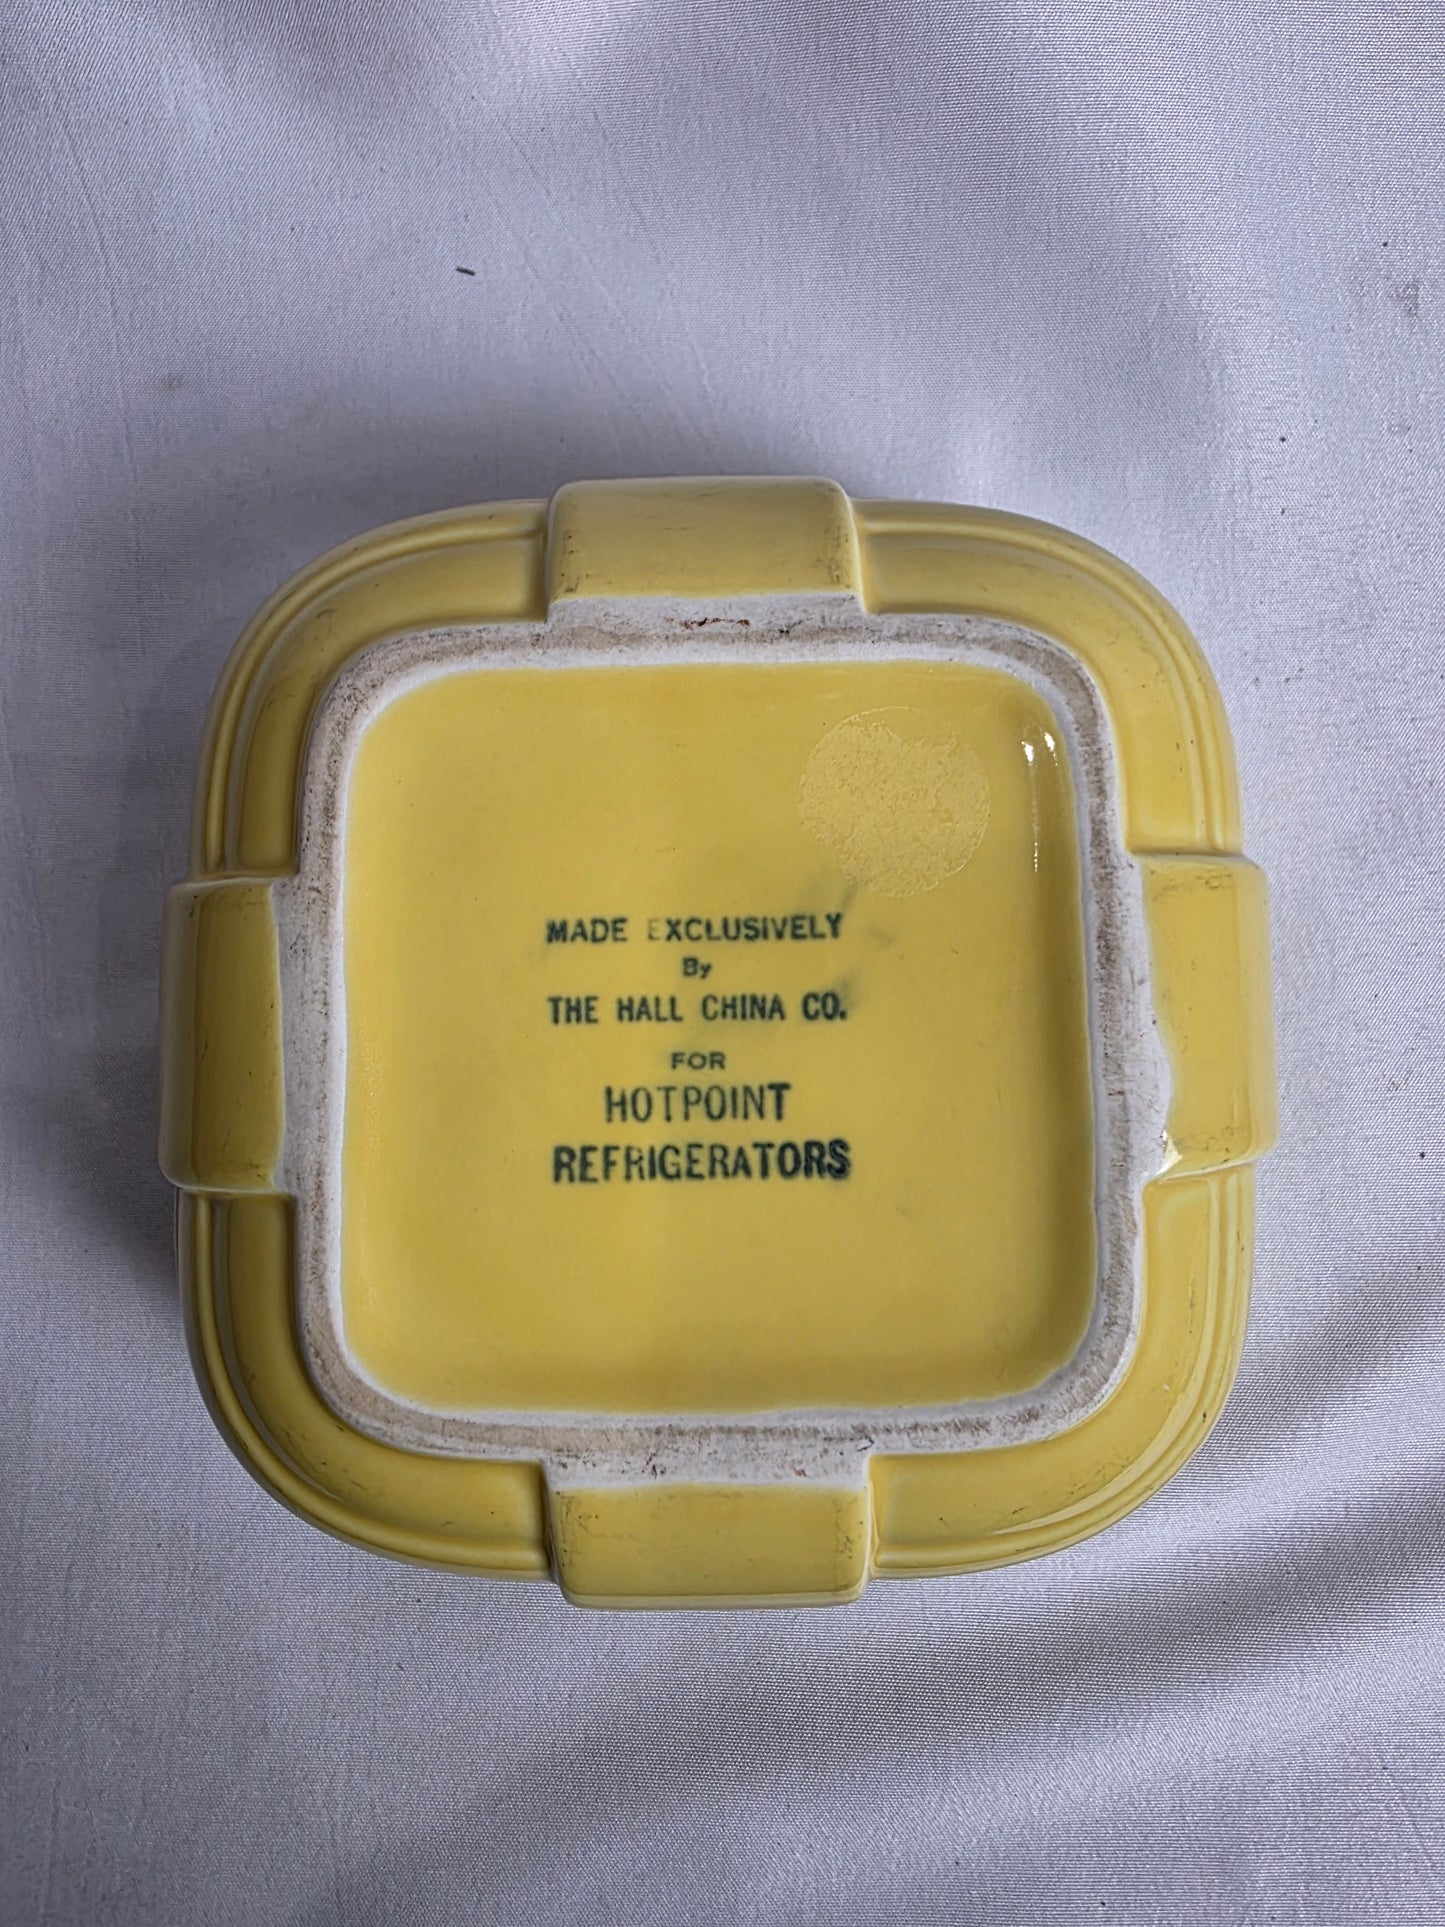 MADE EXCLUSIVELY
By
THE HALL CHINA CO.
FOR
HOTPOINT
REFRIGERATORS